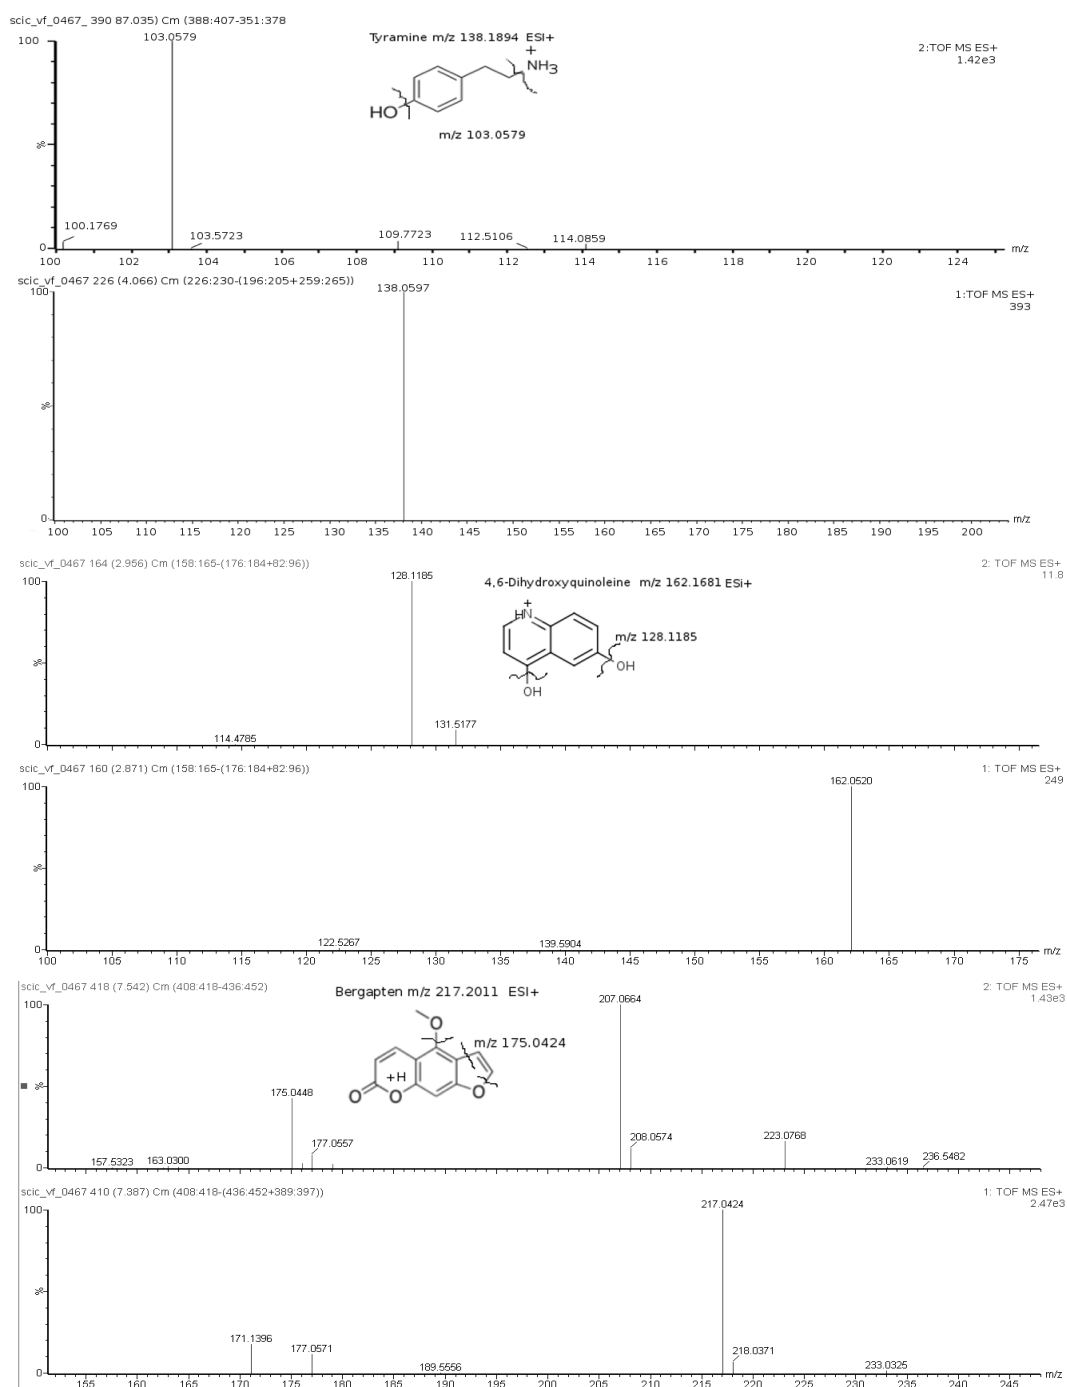 scic_vf_0467_ 390 87.035) Cm (388:407-351:378
100
103.0579
Tyramine m/z 138.1894 ESI+
2:TOF MS ES+
1.42e3
+
NH3
HO
m/z 103.0579
%
100.1769
103.5723
109.7723
112.5106
114.0859
0
100 102 104 106 108 110 112 114 116 118 120 120 124 m/z
scic_vf_0467 226 (4.066) Cm (226:230-(196:205+259:265))
100
138.0597
1:TOF MS ES+
393
%
0
100 105 110 115 120 125 130 135 140 145 150 155 160 165 170 175 180 185 190 195 200 m/z
scic_vf_0467 164 (2.956) Cm (158:165-(176:184+82:96))
2: TOF MS ES+
11.8
100
128.1185
4,6-Dihydroxyquinoleine m/z 162.1681 ESi+
+
HN
m/z 128.1185
OH
OH
%
114.4785
131.5177
0
scic_vf_0467 160 (2.871) Cm (158:165-(176:184+82:96))
1: TOF MS ES+
249
100
162.0520
%
122.5267
139.5904
0
100 105 110 115 120 125 130 135 140 145 150 155 160 165 170 175 m/z
scic_vf_0467 418 (7.542) Cm (408:418-436:452)
2: TOF MS ES+
1.43e3
Bergapten m/z 217.2011 ESI+
100
207.0664
O
m/z 175.0424
+H
O
O
O
%
175.0448
177.0557
208.0574
223.0768
157.5323
163.0300
233.0619
236.5482
0
scic_vf_0467 410 (7.387) Cm (408:418-(436:452+389:397))
1: TOF MS ES+
2.47e3
100
217.0424
%
171.1396
177.0571
189.5556
218.0371
233.0325
0
155 160 165 170 175 180 185 190 195 200 205 210 215 220 225 230 235 240 245 m/z